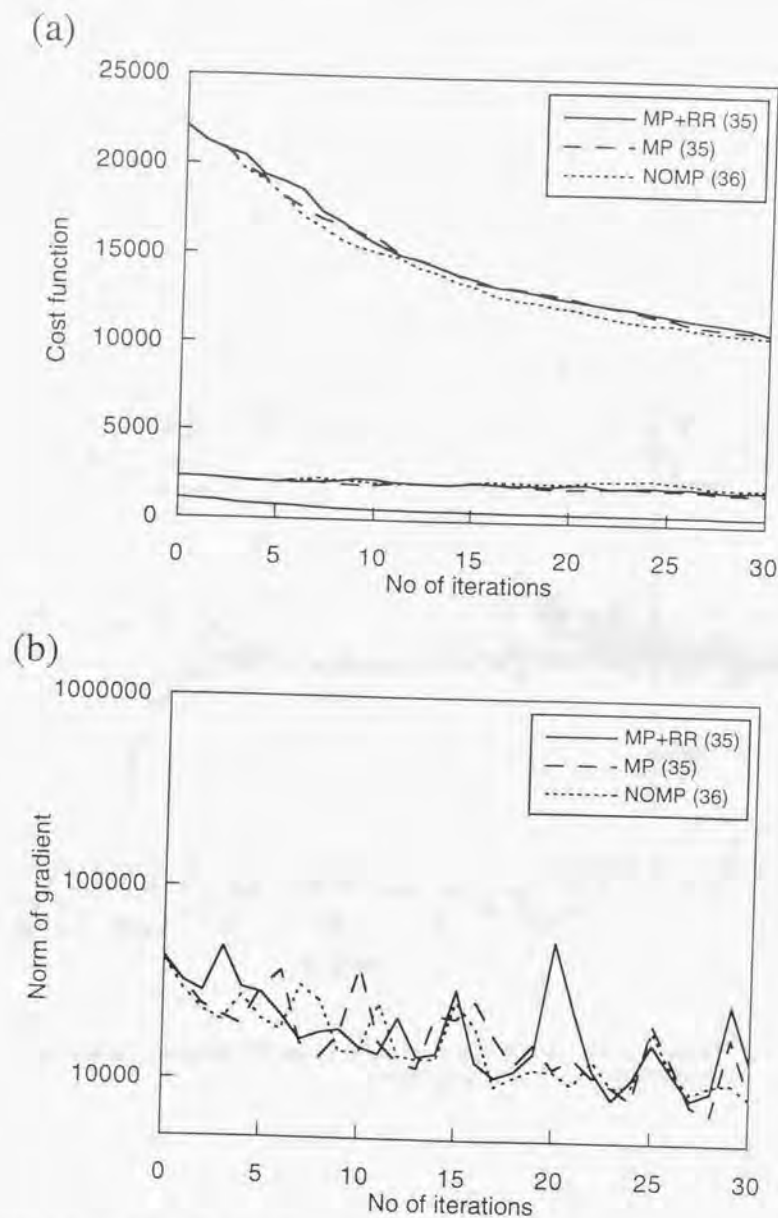 (a)
25000
20000
15000
10000
5000
0
Cost function
MP+RR (35)
MP (35)
NOMP (36)
0 5 10 15 20 25 30
No of iterations
(b)
1000000
100000
10000
Norm of gradient
MP+RR (35)
MP (35)
NOMP (36)
0 5 10 15 20 25 30
No of iterations